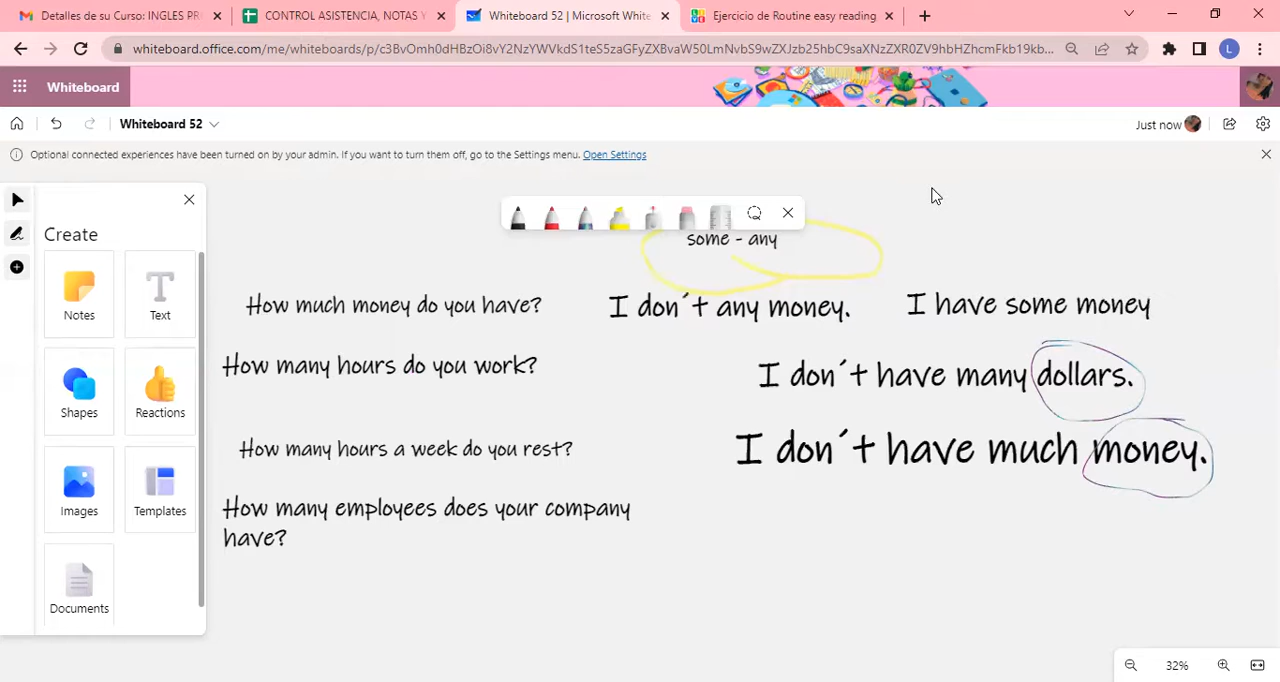 Detalles de su Curso: INGLES PR
CONTROL ASISTENCIA, NOTAS Y
Whiteboard 52 | Microsoft White
Ejercicio de Routine easy reading
whiteboard.office.com/me/whiteboards/p/c3BvOmh0dHBzOi8vY2NzYWVkdS1teS5zaGFyZXBvaW50LmNvbS9wZXJzb25hbC9saXNzZXR0ZV9hbHZhcmFkb19kb...
L
Whiteboard
Whiteboard 52
Just now
Optional connected experiences have been turned on by your admin. If you want to turn them off, go to the Settings menu. Open Settings
Create
Notes
Text
Shapes
Reactions
Images
Templates
Documents
some - any
How much money do you have?
I don´t any money.
I have some money
How many hours do you work?
I don´t have many dollars.
How many hours a week do you rest?
I don´t have much money.
How many employees does your company
have?
32%